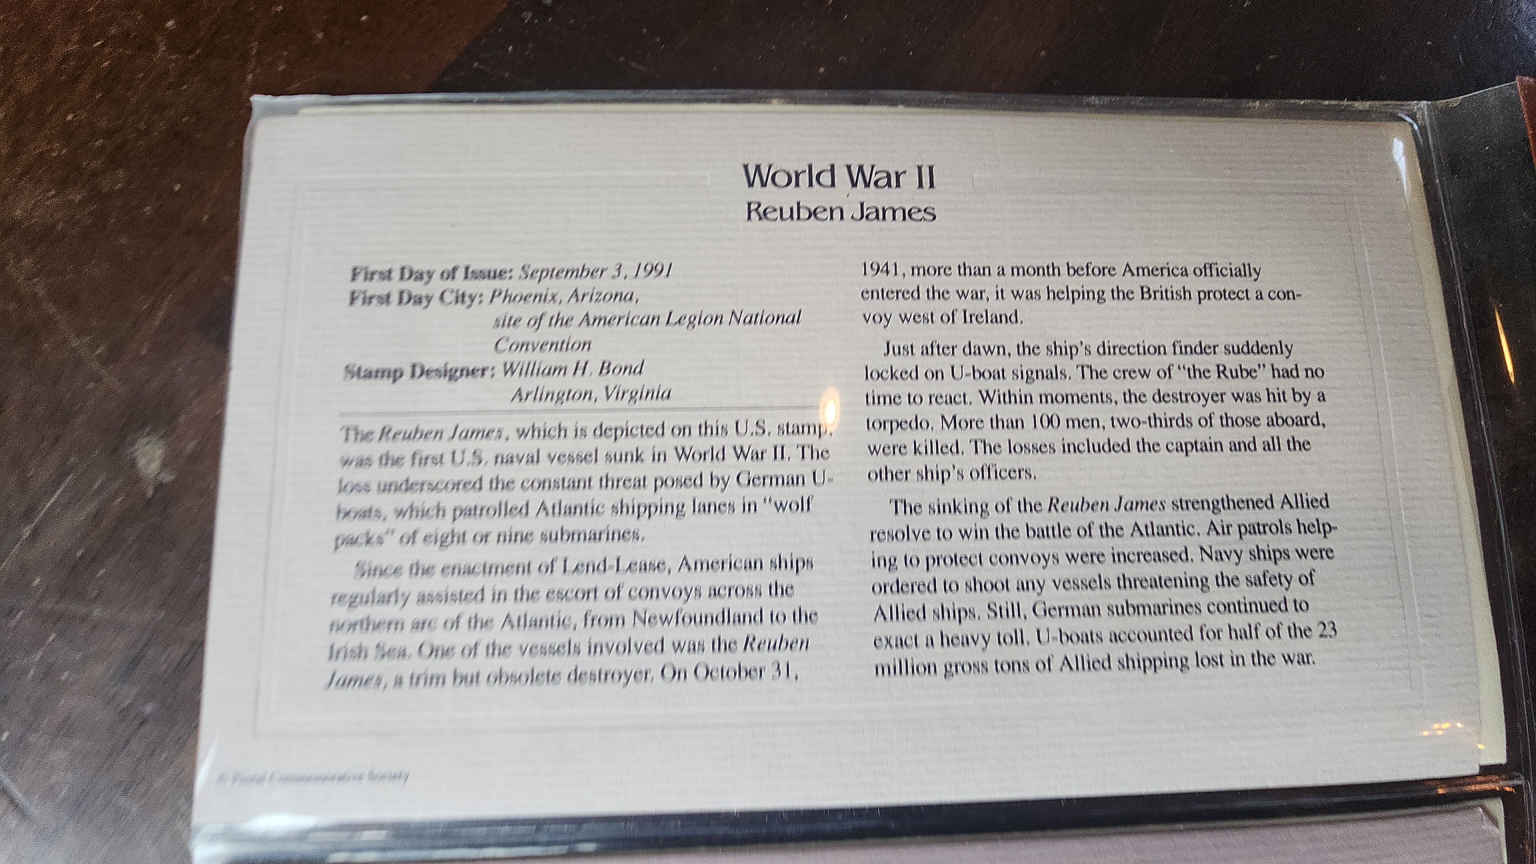 World War II
Reuben James
First Day of Issue: September 3, 1991
First Day City: Phoenix, Arizona,
site of the American Legion National
Convention
Stamp Designer: William H. Bond
Arlington, Virginia
The Reuben James, which is depicted on this U.S. stamp,
was the first U.S. naval vessel sunk in World War II. The
loss underscored the constant threat posed by German U-
boats, which patrolled Atlantic shipping lanes in “wolf
packs” of eight or nine submarines.
Since the enactment of Lend-Lease, American ships
regularly assisted in the escort of convoys across the
northern arc of the Atlantic, from Newfoundland to the
Irish Sea. One of the vessels involved was the Reuben
James, a trim but obsolete destroyer. On October 31,
1941, more than a month before America officially
entered the war, it was helping the British protect a con-
voy west of Ireland.
Just after dawn, the ship's direction finder suddenly
locked on U-boat signals. The crew of “the Rube” had no
time to react. Within moments, the destroyer was hit by a
torpedo. More than 100 men, two-thirds of those aboard,
were killed. The losses included the captain and all the
other ship's officers.
The sinking of the Reuben James strengthened Allied
resolve to win the battle of the Atlantic. Air patrols help-
ing to protect convoys were increased. Navy ships were
ordered to shoot any vessels threatening the safety of
Allied ships. Still, German submarines continued to
exact a heavy toll. U-boats accounted for half of the 23
million gross tons of Allied shipping lost in the war.
© Postal Commemorative Society